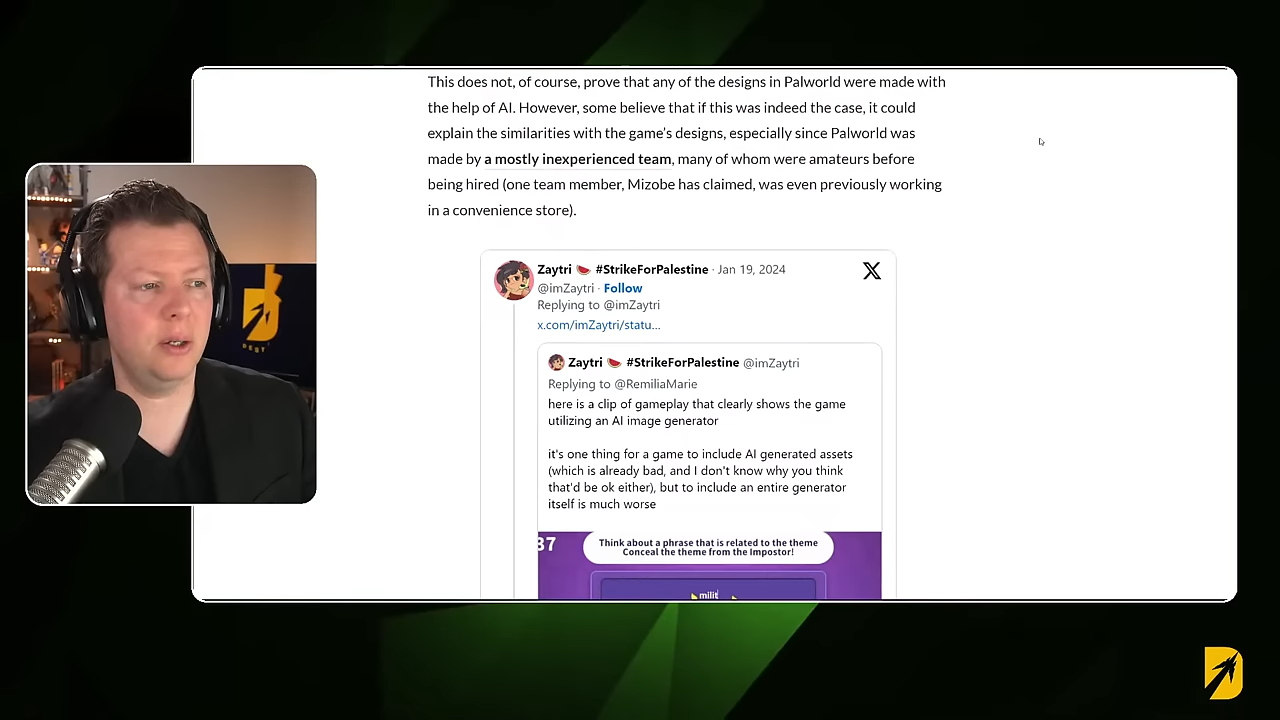 This does not, of course, prove that any of the designs in Palworld were made with
the help of AI. However, some believe that if this was indeed the case, it could
explain the similarities with the game's designs, especially since Palworld was
made by a mostly inexperienced team, many of whom were amateurs before
being hired (one team member, Mizobe has claimed, was even previously working
in a convenience store).
Zaytri 🍉 #StrikeForPalestine · Jan 19, 2024
@imZaytri · Follow
Replying to @imZaytri
x.com/imZaytri/statu...
Zaytri 🍉 #StrikeForPalestine @imZaytri
Replying to @RemiliaMarie
here is a clip of gameplay that clearly shows the game
utilizing an AI image generator
it's one thing for a game to include AI generated assets
(which is already bad, and I don't know why you think
that'd be ok either), but to include an entire generator
itself is much worse
37
Think about a phrase that is related to the theme
Conceal the theme from the Impostor!
milit